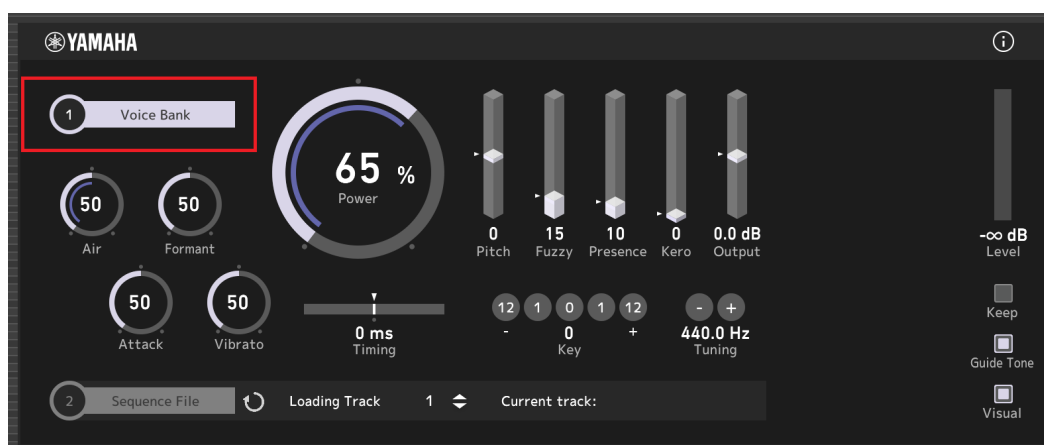 YAMAHA
1 Voice Bank
50 Air
50 Formant
65 %
Power
0 Pitch
15 Fuzzy
10 Presence
0 Kero
0.0 dB Output
-∞ dB
Level
50 Attack
50 Vibrato
0 ms
Timing
12 1 0 1 12
- 0 +
Key
- +
440.0 Hz
Tuning
Keep
Guide Tone
Visual
2 Sequence File Loading Track 1 Current track: